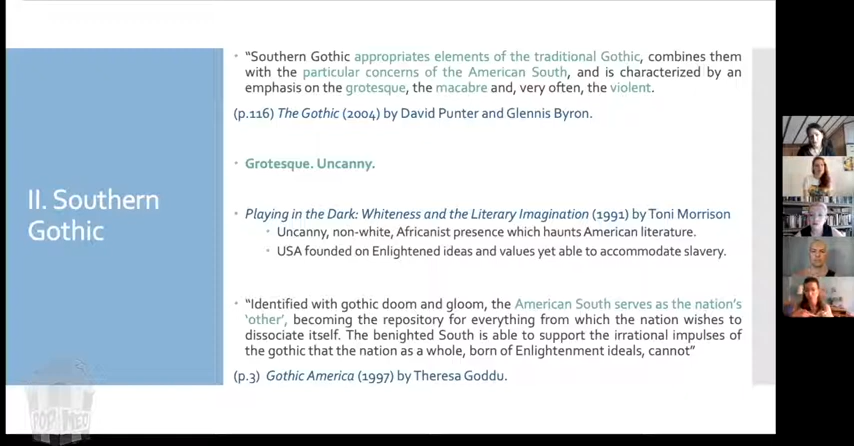 II. Southern
Gothic
"Southern Gothic appropriates elements of the traditional Gothic, combines them
with the particular concerns of the American South, and is characterized by an
emphasis on the grotesque, the macabre and, very often, the violent.
(p.116) The Gothic (2004) by David Punter and Glennis Byron.
Grotesque. Uncanny.
Playing in the Dark: Whiteness and the Literary Imagination (1991) by Toni Morrison
Uncanny, non-white, Africanist presence which haunts American literature.
USA founded on Enlightened ideas and values yet able to accommodate slavery.
"Identified with gothic doom and gloom, the American South serves as the nation's
'other', becoming the repository for everything from which the nation wishes to
dissociate itself. The benighted South is able to support the irrational impulses of
the gothic that the nation as a whole, born of Enlightenment ideals, cannot"
(p.3) Gothic America (1997) by Theresa Goddu.
POP MEC